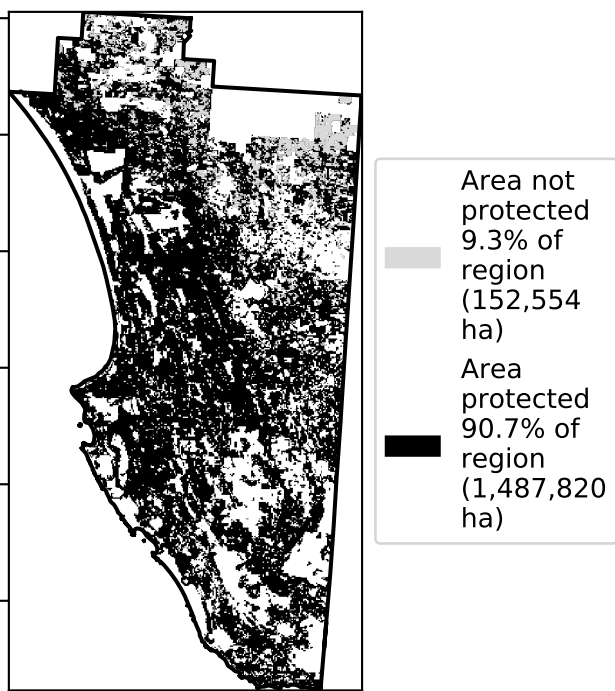 Area not
protected
9.3% of
region
(152,554
ha)
Area
protected
90.7% of
region
(1,487,820
ha)